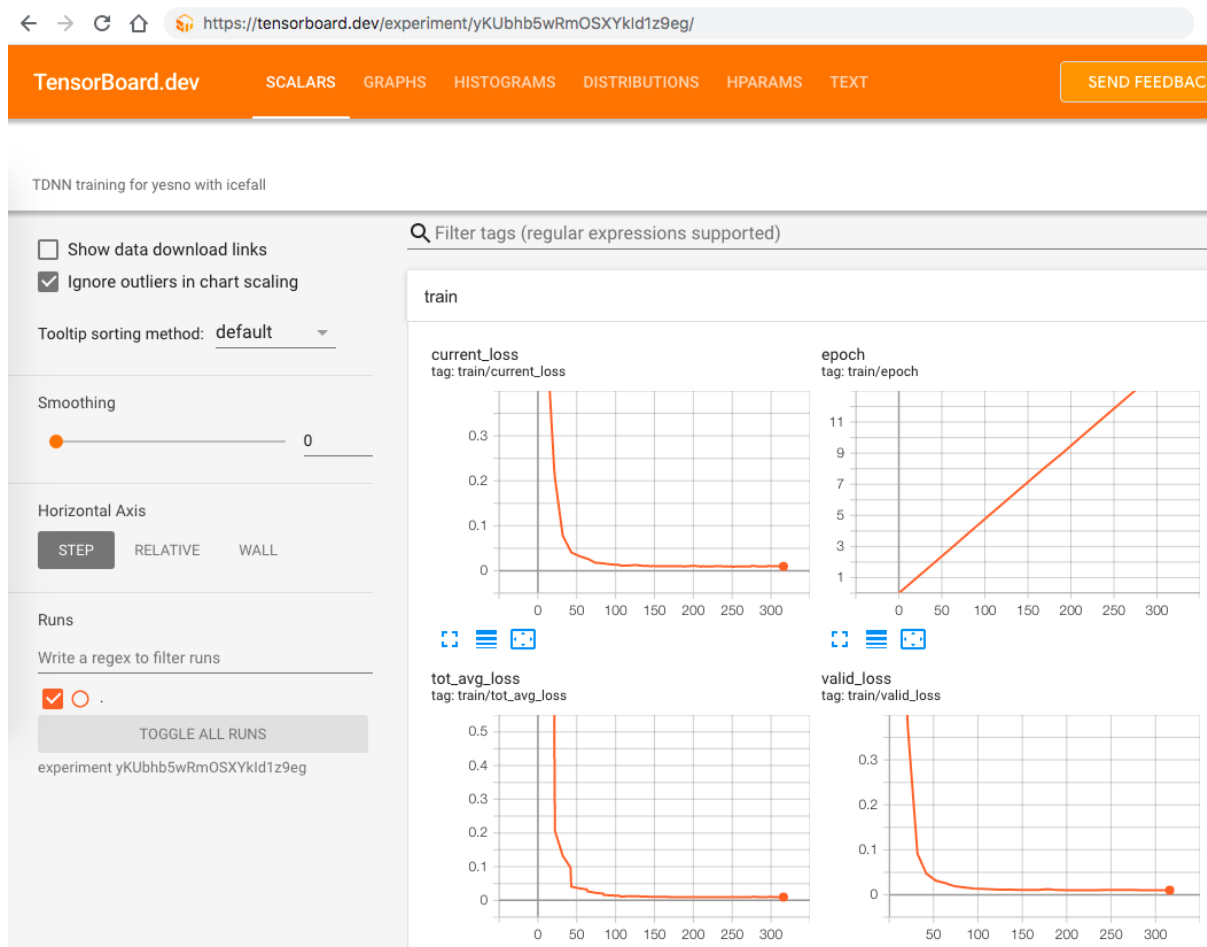 https://tensorboard.dev/experiment/yKUbhb5wRmOSXYkld1z9eg/
TensorBoard.dev SCALARS GRAPHS HISTOGRAMS DISTRIBUTIONS HPARAMS TEXT SEND FEEDBAC
TDNN training for yesno with icefall
Show data download links
Ignore outliers in chart scaling
Tooltip sorting method: default
Smoothing
0
Horizontal Axis
STEP RELATIVE WALL
Runs
Write a regex to filter runs
.
TOGGLE ALL RUNS
experiment yKUbhb5wRmOSXYkld1z9eg
Filter tags (regular expressions supported)
train
current_loss
tag: train/current_loss
0.3
0.2
0.1
0
0 50 100 150 200 250 300
epoch
tag: train/epoch
11
9
7
5
3
1
0 50 100 150 200 250 300
tot_avg_loss
tag: train/tot_avg_loss
0.5
0.4
0.3
0.2
0.1
0
0 50 100 150 200 250 300
valid_loss
tag: train/valid_loss
0.3
0.2
0.1
0
50 100 150 200 250 300